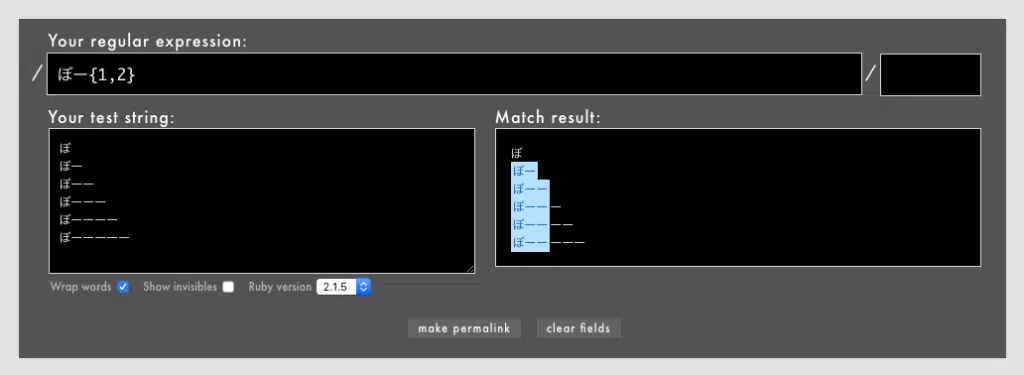 Your regular expression:
/ ぼー{1,2} /
Your test string:
ぼ
ぼー
ぼーー
ぼーーー
ぼーーーー
ぼーーーーー
Match result:
ぼ
ぼー
ぼーー
ぼーーー
ぼーーーー
ぼーーーーー
Wrap words Show invisibles Ruby version 2.1.5
make permalink clear fields